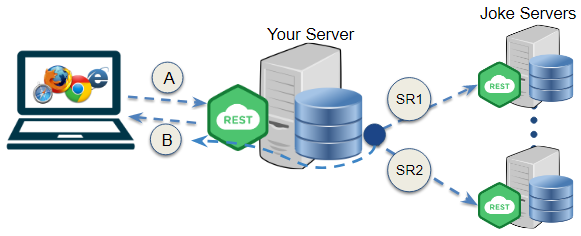 Joke Servers
Your Server
A
SR1
REST
REST
B
SR2
REST